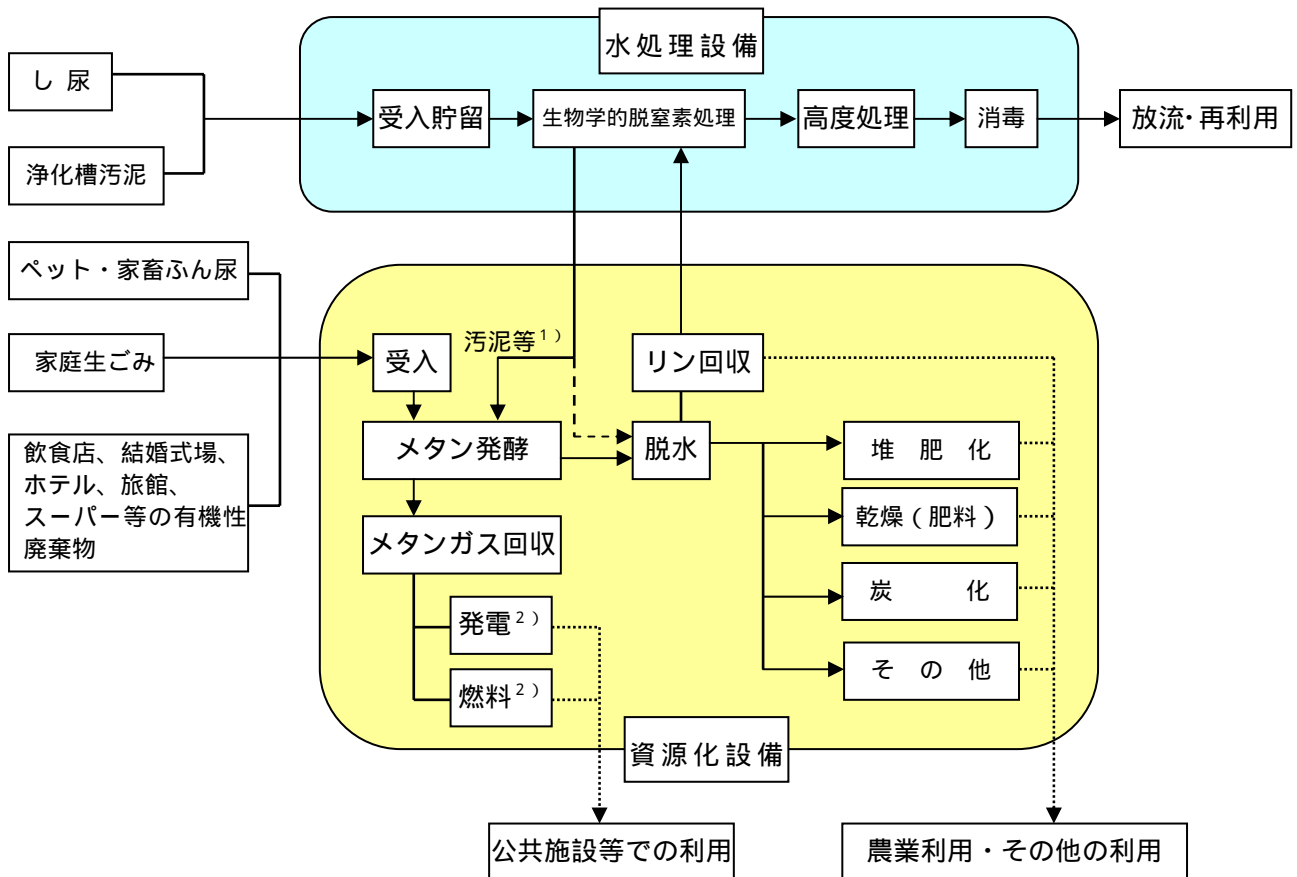 水処理設備
し 尿
浄化槽汚泥
受入貯留
生物学的脱窒素処理
高度処理
消毒
放流・再利用
ペット・家畜ふん尿
家庭生ごみ
飲食店、結婚式場、
ホテル、旅館、
スーパー等の有機性
廃棄物
受入
汚泥等1）
リン回収
メタン発酵
脱水
堆 肥 化
乾燥（肥料）
炭 化
そ の 他
メタンガス回収
発電2）
燃料2）
資源化設備
公共施設等での利用
農業利用・その他の利用